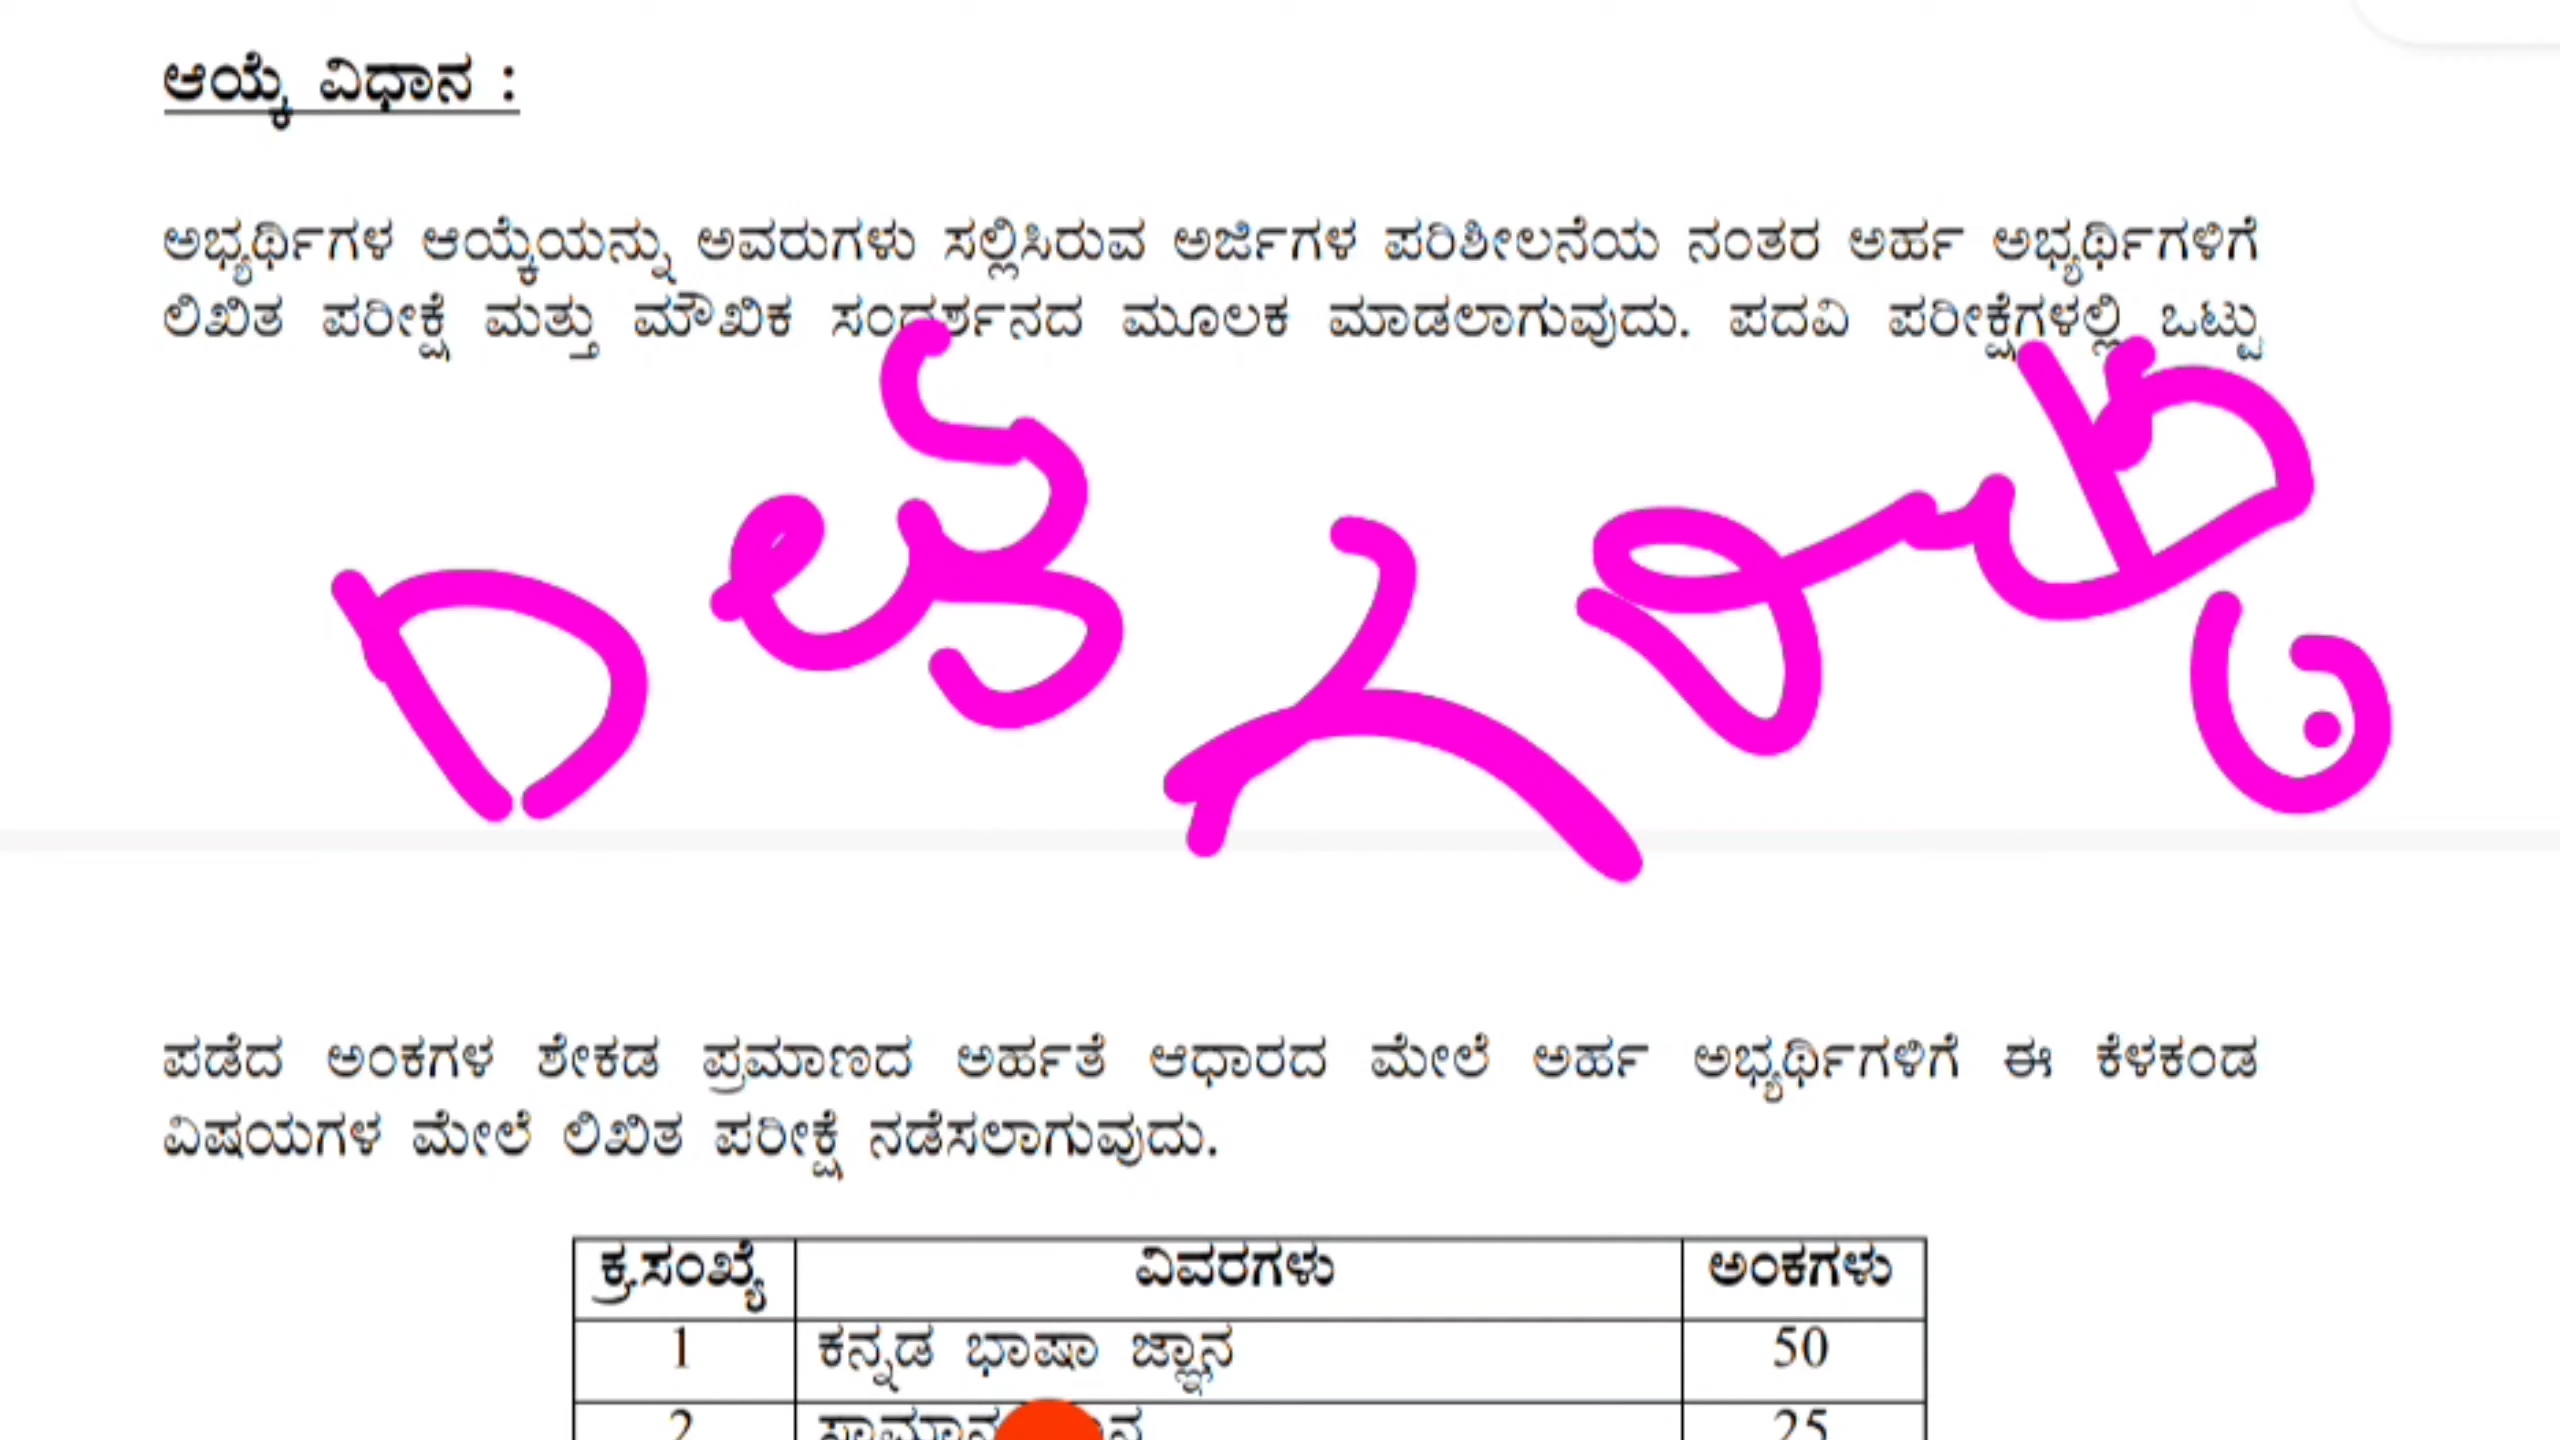 ಆಯ್ಕೆ ವಿಧಾನ :
ಅಭ್ಯರ್ಥಿಗಳ ಆಯ್ಕೆಯನ್ನು ಅವರುಗಳು ಸಲ್ಲಿಸಿರುವ ಅರ್ಜಿಗಳ ಪರಿಶೀಲನೆಯ ನಂತರ ಅರ್ಹ ಅಭ್ಯರ್ಥಿಗಳಿಗೆ
ಲಿಖಿತ ಪರೀಕ್ಷೆ ಮತ್ತು ಮೌಖಿಕ ಸಂದರ್ಶನದ ಮೂಲಕ ಮಾಡಲಾಗುವುದು. ಪದವಿ ಪರೀಕ್ಷೆಗಳಲ್ಲಿ ಒಟ್ಟು
ಪಡೆದ ಅಂಕಗಳ ಶೇಕಡ ಪ್ರಮಾಣದ ಅರ್ಹತೆ ಆಧಾರದ ಮೇಲೆ ಅರ್ಹ ಅಭ್ಯರ್ಥಿಗಳಿಗೆ ಈ ಕೆಳಕಂಡ
ವಿಷಯಗಳ ಮೇಲೆ ಲಿಖಿತ ಪರೀಕ್ಷೆ ನಡೆಸಲಾಗುವುದು.
ಕ್ರ.ಸಂಖ್ಯೆ ವಿವರಗಳು ಅಂಕಗಳು
1 ಕನ್ನಡ ಭಾಷಾ ಜ್ಞಾನ 50
2 25